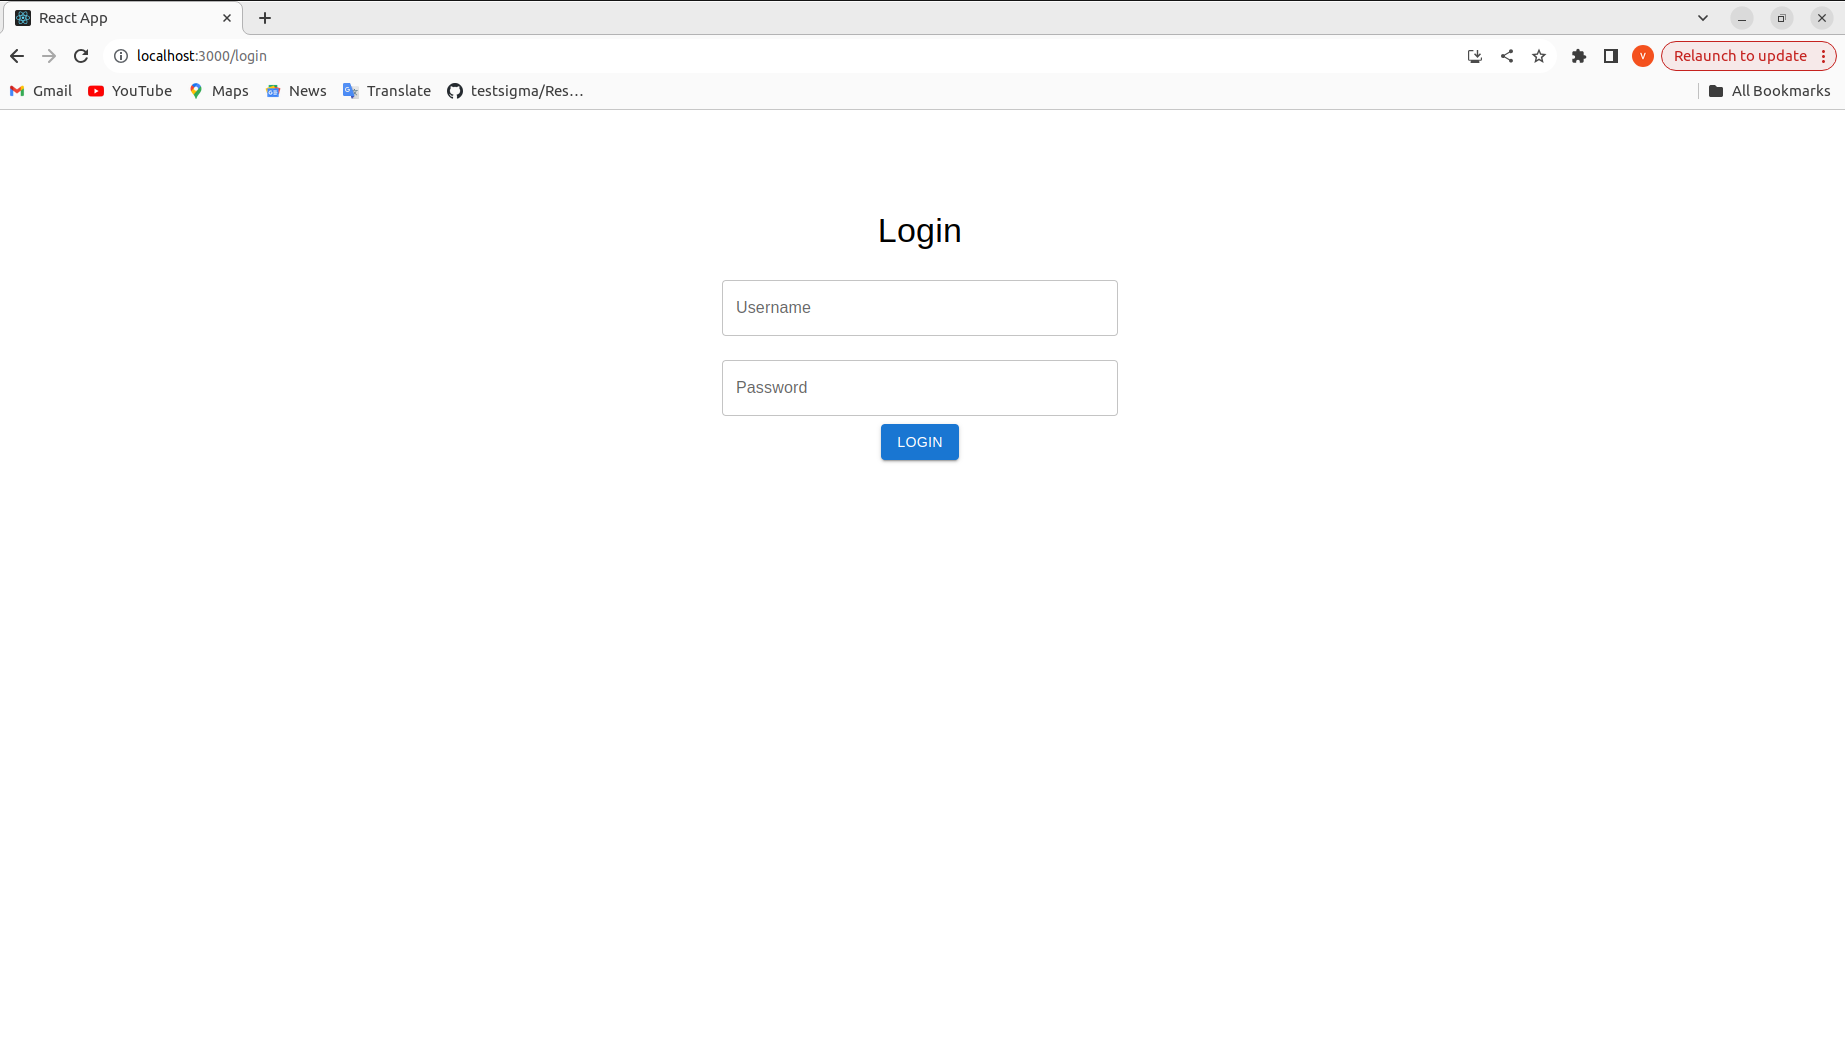 React App
localhost:3000/login
V
Relaunch to update
Gmail YouTube Maps News Translate testsigma/Res... All Bookmarks
Login
Username
Password
LOGIN